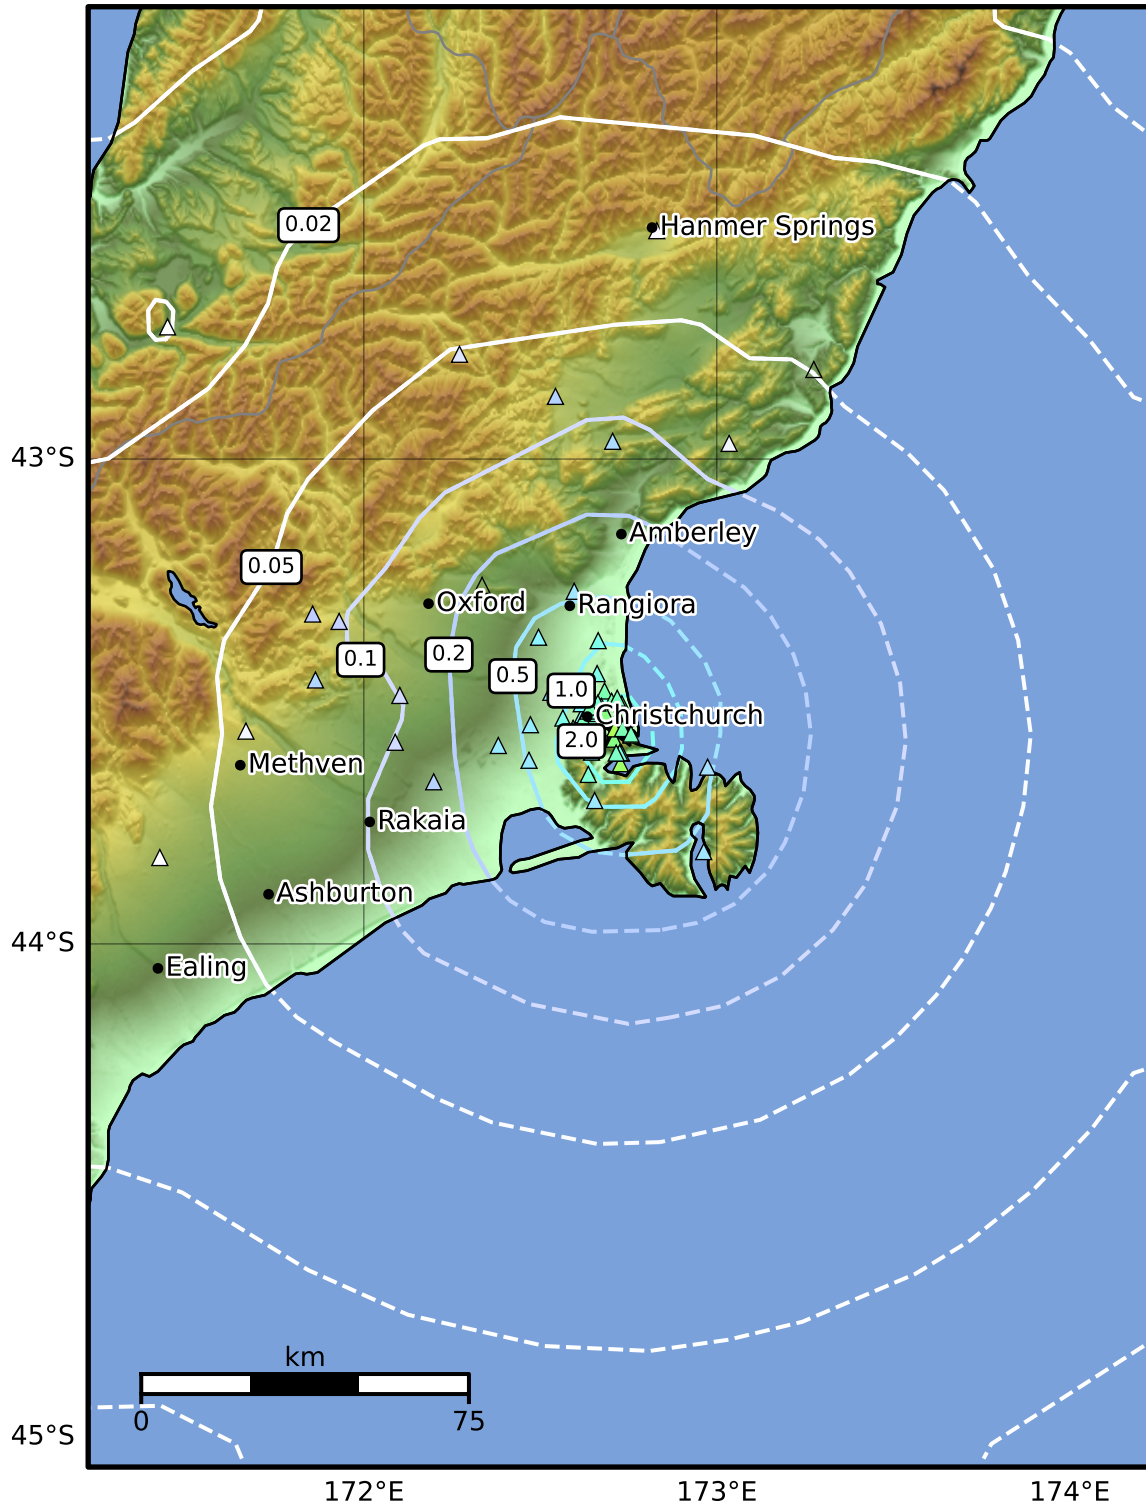 0.02
Hanmer Springs
43°S
Amberley
0.05
Oxford
Rangiora
0.1
0.2
0.5
1.0
Christchurch
2.0
Methven
Rakaia
Ashburton
44°S
Ealing
km
0
75
45°S
172°E
173°E
174°E